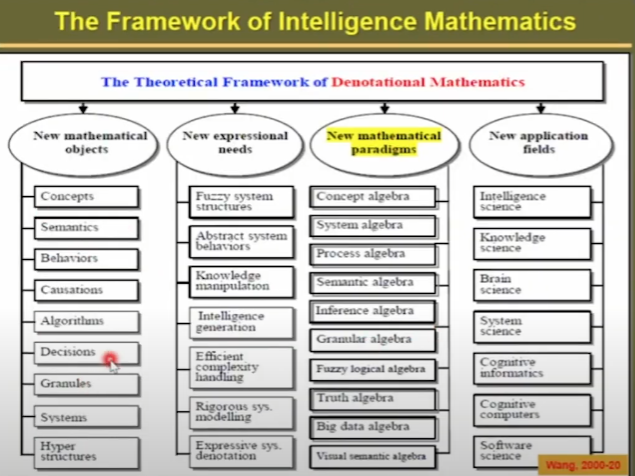 The Framework of Intelligence Mathematics
The Theoretical Framework of Denotational Mathematics
New mathematical
objects
Concepts
Semantics
Behaviors
Causations
Algorithms
Decisions
Granules
Systems
Hyper
structures
New expressional
needs
Fuzzy system
structures
Abstract system
behaviors
Knowledge
manipulation
Intelligence
generation
Efficient
complexity
handling
Rigorous sys.
modelling
Expressive sys.
denotation
New mathematical
paradigms
Concept algebra
System algebra
Process algebra
Semantic algebra
Inference algebra
Granular algebra
Fuzzy logical algebra
Truth algebra
Big data algebra
Visual semantic algebra
New application
fields
Intelligence
science
Knowledge
science
Brain
science
System
science
Cognitive
informatics
Cognitive
computers
Software
science
Wang, 2000-20